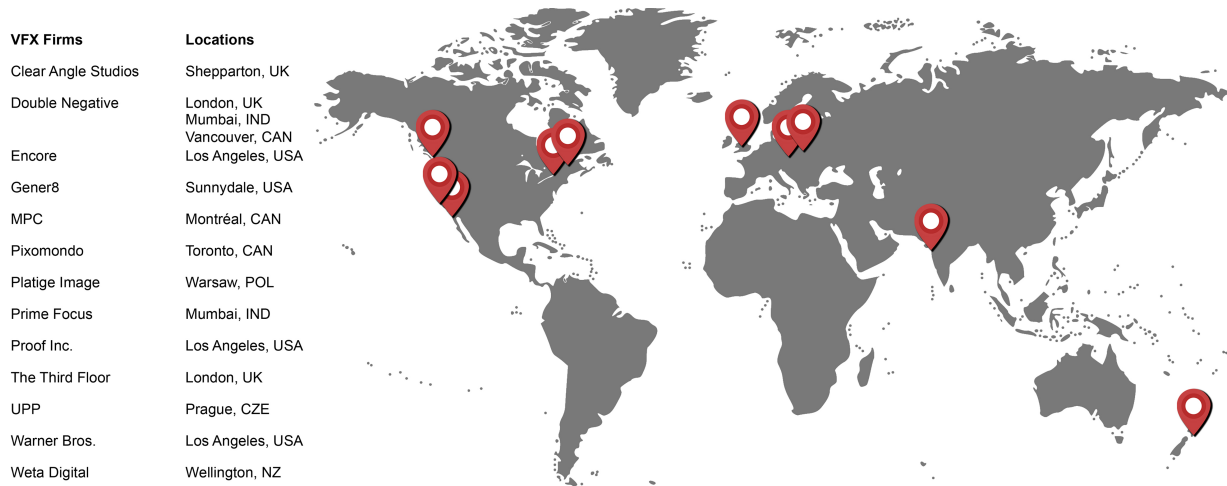 VFX Firms Locations
Clear Angle Studios Shepparton, UK
Double Negative London, UK
Mumbai, IND
Vancouver, CAN
Encore Los Angeles, USA
Gener8 Sunnydale, USA
MPC Montréal, CAN
Pixomondo Toronto, CAN
Platige Image Warsaw, POL
Prime Focus Mumbai, IND
Proof Inc. Los Angeles, USA
The Third Floor London, UK
UPP Prague, CZE
Warner Bros. Los Angeles, USA
Weta Digital Wellington, NZ